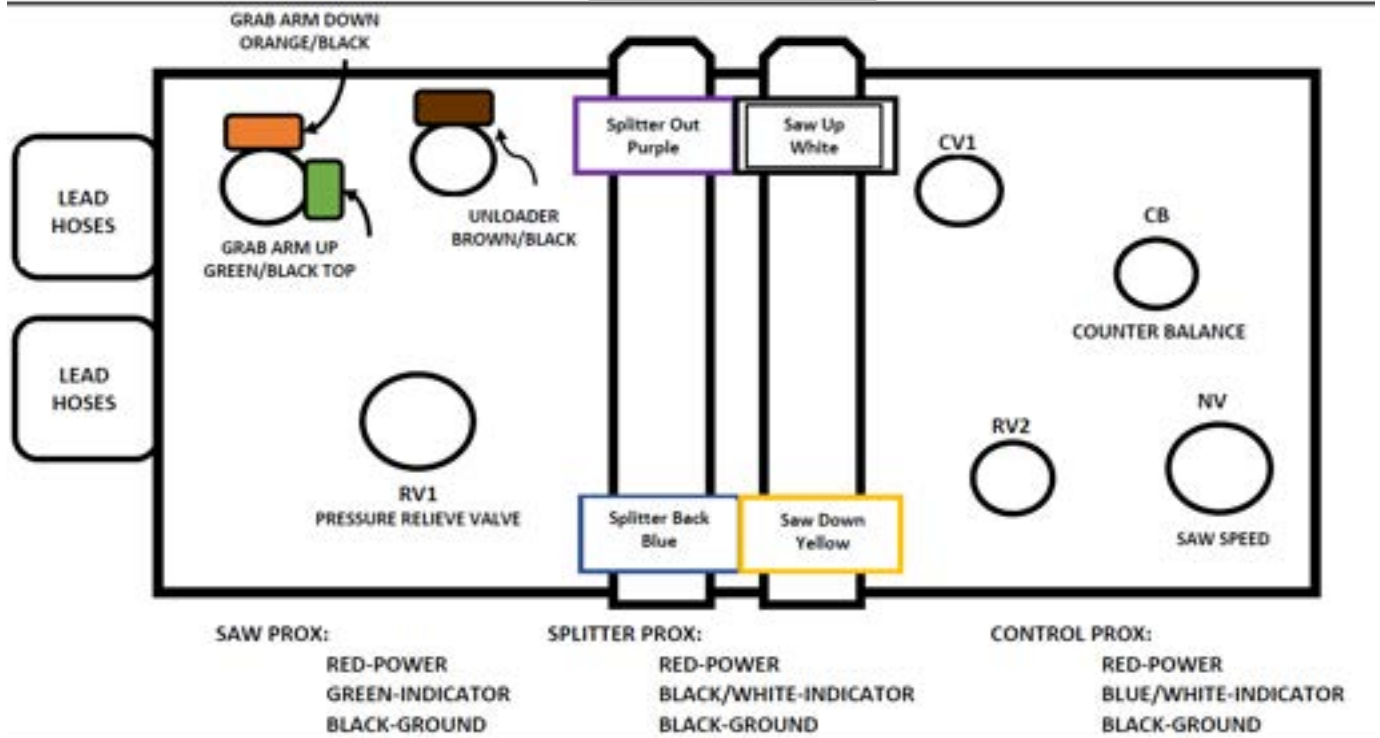 GRAB ARM DOWN
ORANGE/BLACK
LEAD
HOSES
GRAB ARM UP
GREEN/BLACK TOP
UNLOADER
BROWN/BLACK
Splitter Out
Purple
Saw Up
White
CV1
CB
COUNTER BALANCE
LEAD
HOSES
RV1
PRESSURE RELIEVE VALVE
Splitter Back
Blue
Saw Down
Yellow
RV2
NV
SAW SPEED
SAW PROX:
RED-POWER
GREEN-INDICATOR
BLACK-GROUND
SPLITTER PROX:
RED-POWER
BLACK/WHITE-INDICATOR
BLACK-GROUND
CONTROL PROX:
RED-POWER
BLUE/WHITE-INDICATOR
BLACK-GROUND